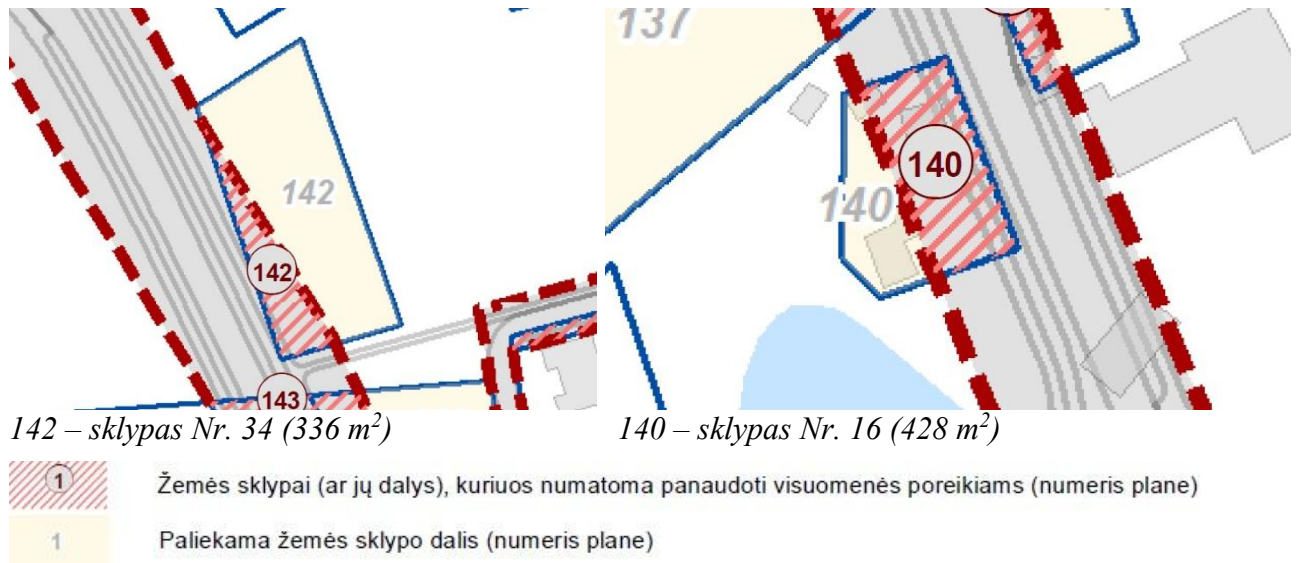 142
142
143
137
140
140
142 – sklypas Nr. 34 (336 m²)
140 – sklypas Nr. 16 (428 m²)
1 Žemės sklypai (ar jų dalys), kuriuos numatoma panaudoti visuomenės poreikiams (numeris plane)
1 Paliekama žemės sklypo dalis (numeris plane)